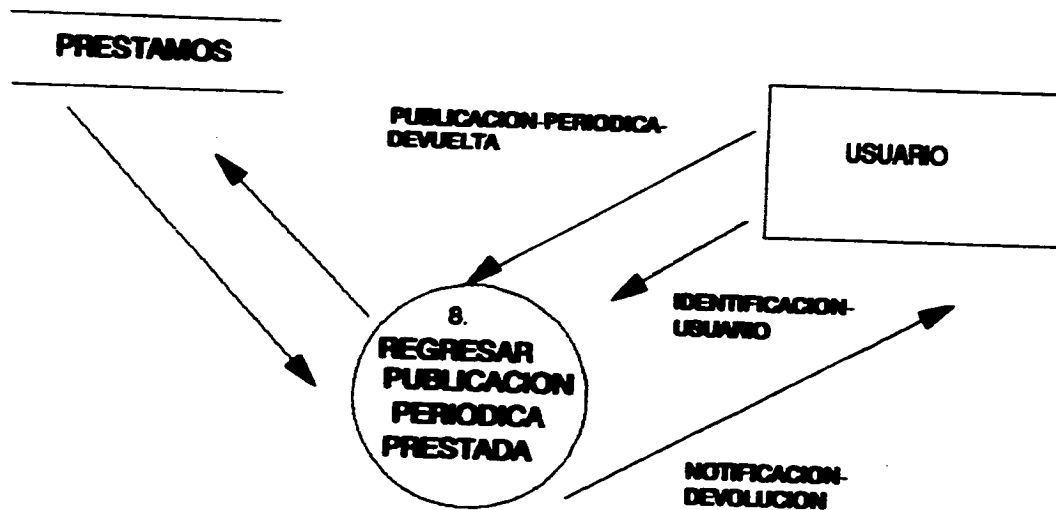 PRESTAMOS
PUBLICACION-PERIODICA-
DEVUELTA
USUARIO
IDENTIFICACION-
USUARIO
8.
REGRESAR
PUBLICACION
PERIODICA
PRESTADA
NOTIFICACION-
DEVOLUCION